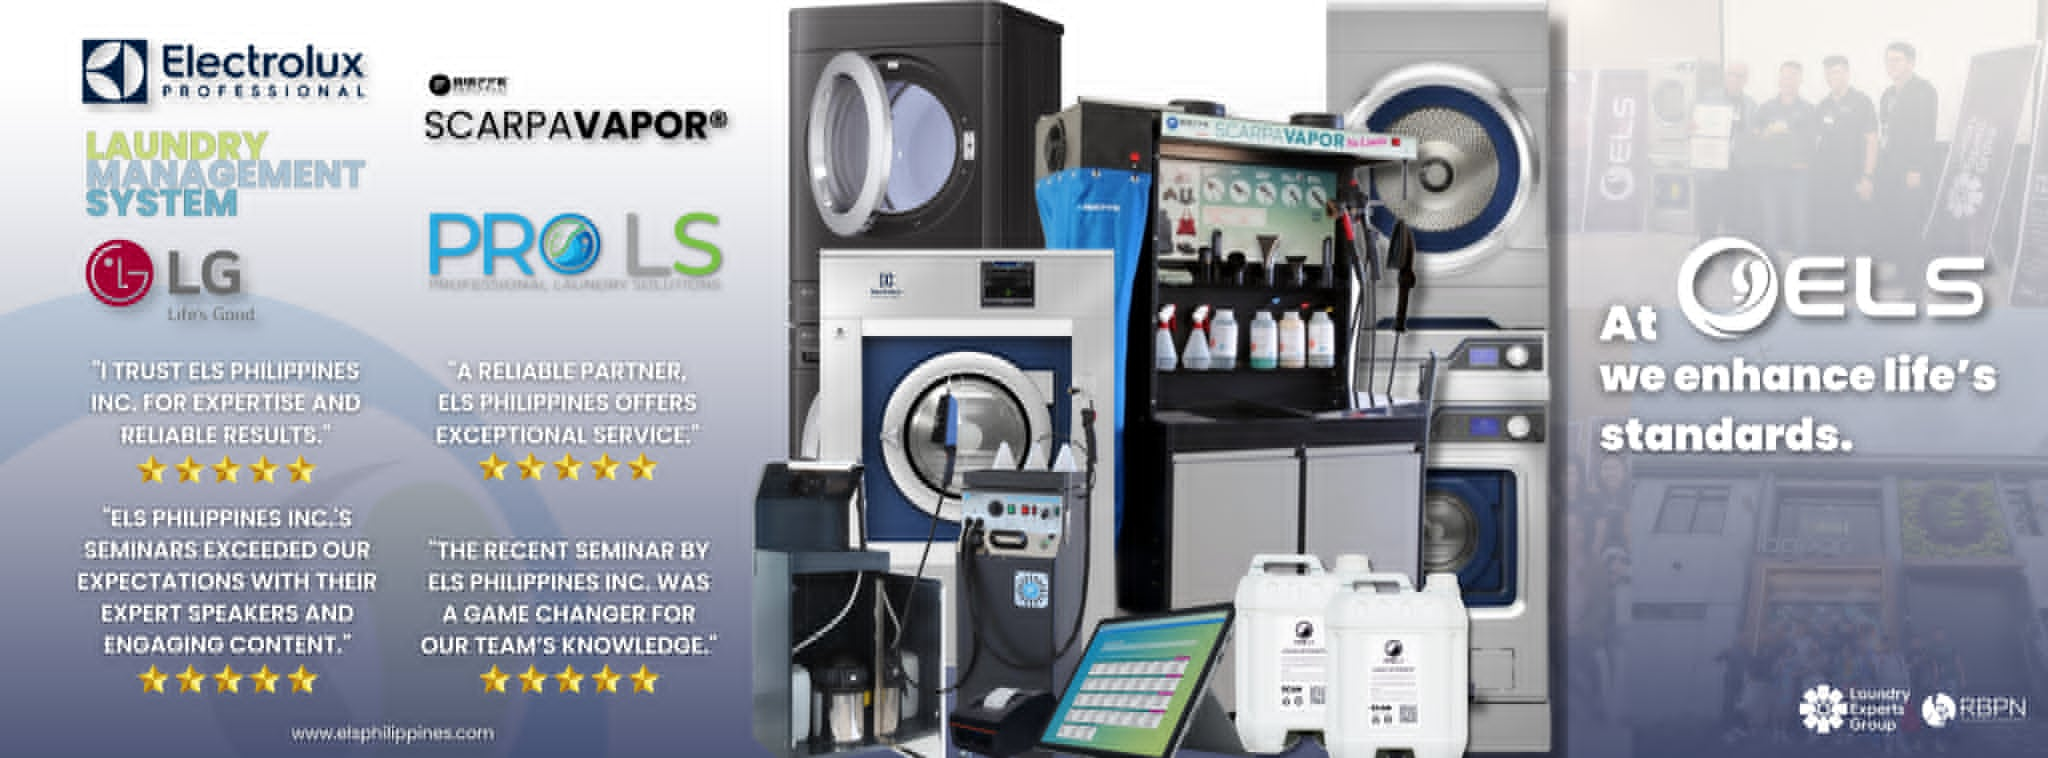 Electrolux
PROFESSIONAL
LAUNDRY
MANAGEMENT
SYSTEM
LG
Life's Good
"I TRUST ELS PHILIPPINES
INC. FOR EXPERTISE AND
RELIABLE RESULTS."
"ELS PHILIPPINES INC.'S
SEMINARS EXCEEDED OUR
EXPECTATIONS WITH THEIR
EXPERT SPEAKERS AND
ENGAGING CONTENT."
BIEFFE
SCARPAVAPOR®
PRO LS
PROFESSIONAL LAUNDRY SOLUTIONS
"A RELIABLE PARTNER,
ELS PHILIPPINES OFFERS
EXCEPTIONAL SERVICE."
"THE RECENT SEMINAR BY
ELS PHILIPPINES INC. WAS
A GAME CHANGER FOR
OUR TEAM'S KNOWLEDGE."
www.elsphilippines.com
SCARPAVAPOR
Electrolux
ELS
At ELS
we enhance life's
standards.
Laundry
Experts
Group
RBPN